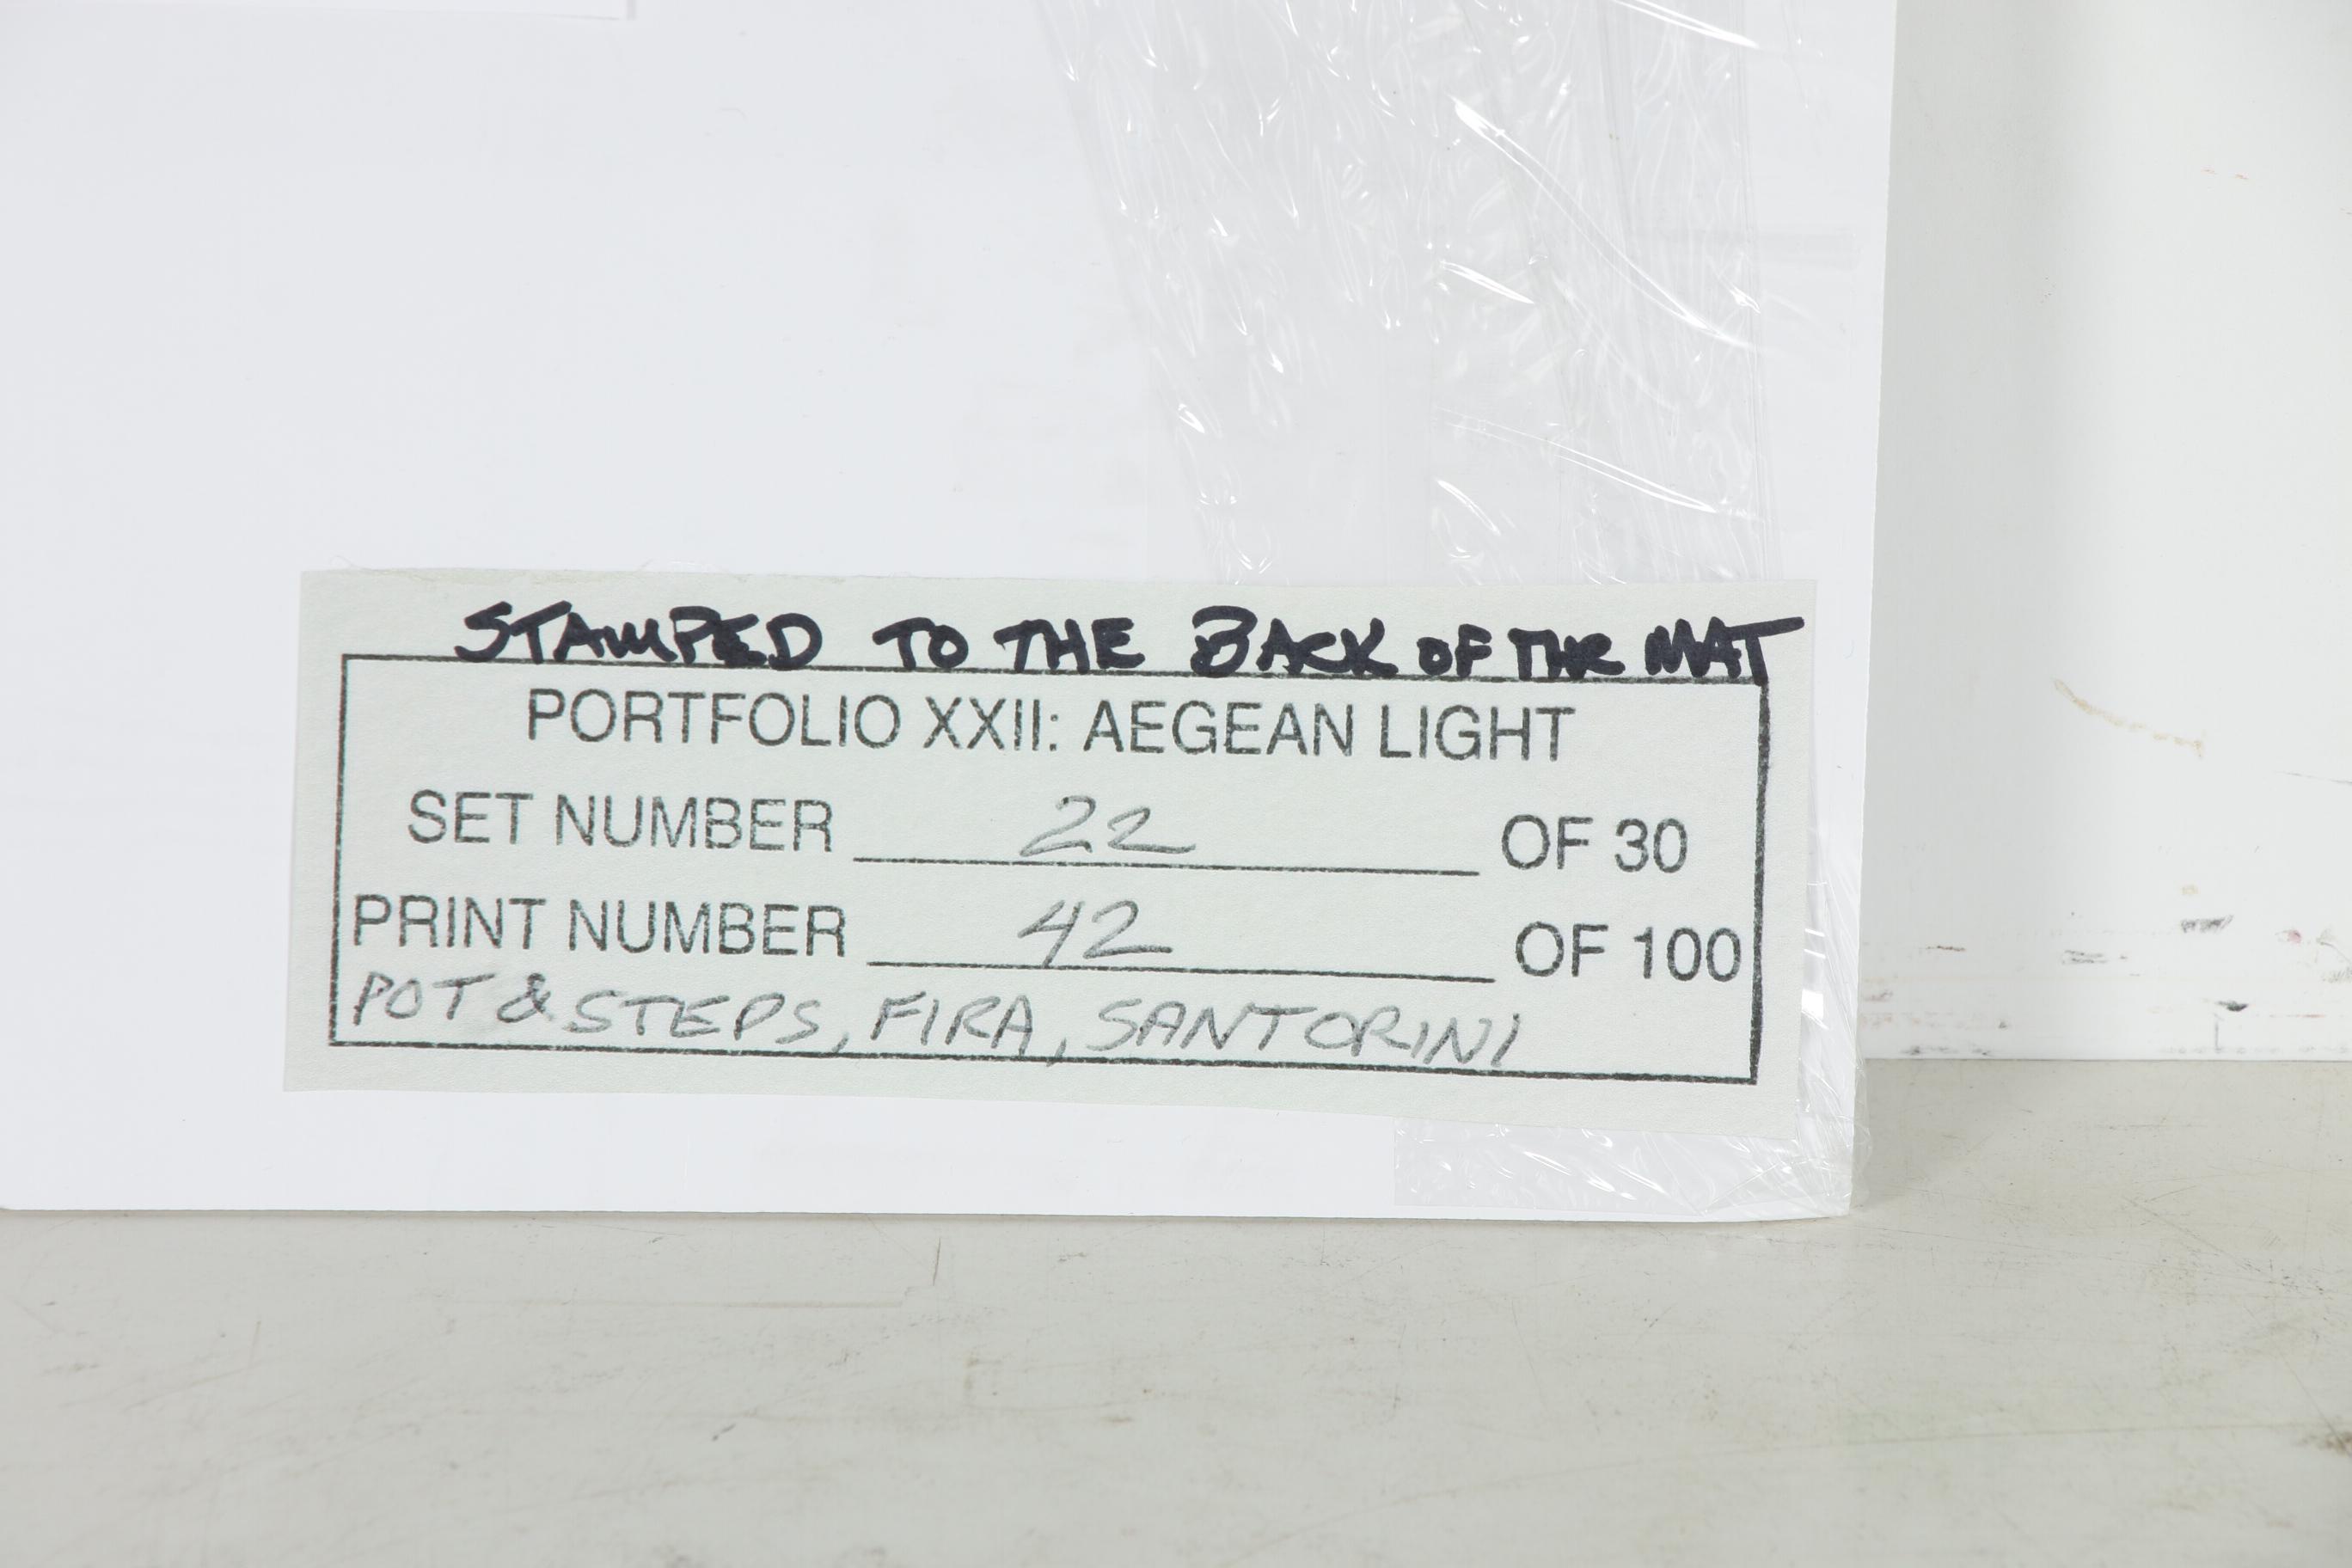 STAMPED TO THE BACK OF THE MAT
PORTFOLIO XXII: AEGEAN LIGHT
SET NUMBER 22 OF 30
PRINT NUMBER 42 OF 100
POT & STEPS, FIRA, SANTORINI